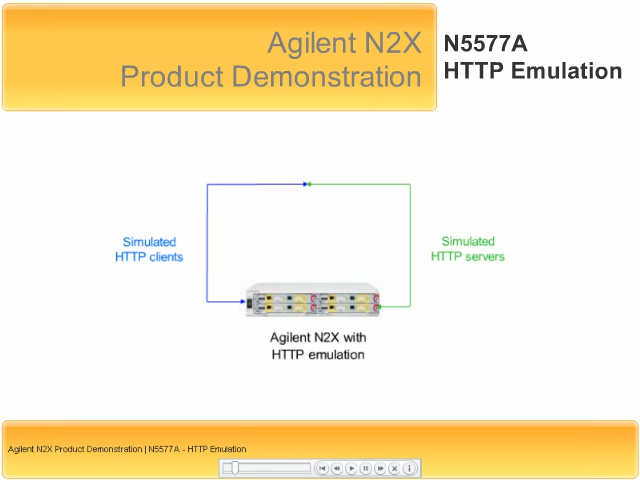 Agilent N2X
Product Demonstration
N5577A
HTTP Emulation
Simulated
HTTP clients
Simulated
HTTP servers
Agilent N2X with
HTTP emulation
Agilent N2X Product Demonstration | N5577A - HTTP Emulation